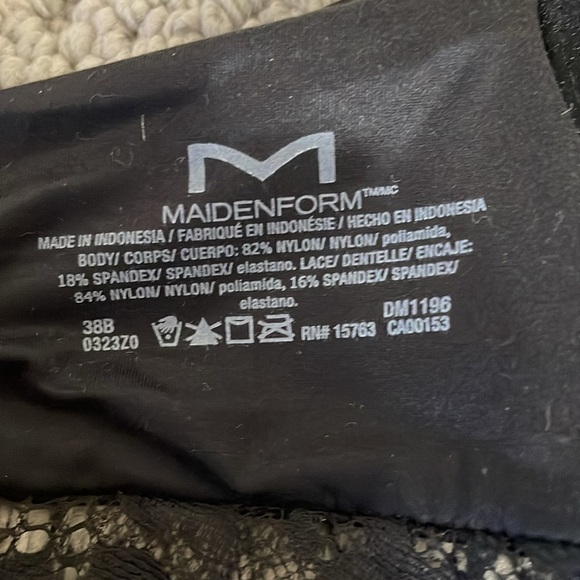 M
MAIDENFORM™/MC
MADE IN INDONESIA / FABRIQUÉ EN INDONÉSIE / HECHO EN INDONESIA
BODY/ CORPS/ CUERPO: 82% NYLON/ NYLON/ poliamida,
18% SPANDEX/ SPANDEX/ elastano. LACE/ DENTELLE/ ENCAJE:
84% NYLON/ NYLON/ poliamida, 16% SPANDEX/ SPANDEX/
elastano.
38B DM1196
0323Z0 RN# 15763 CA00153